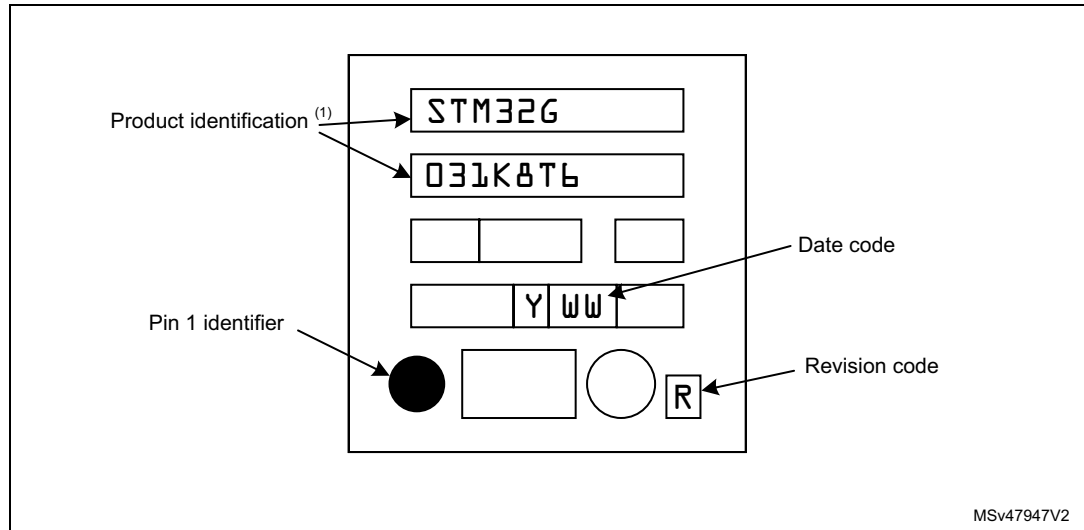 STM32G
Product identification (1)
031K8T6
Date code
Y WW
Pin 1 identifier
Revision code
R
MSv47947V2